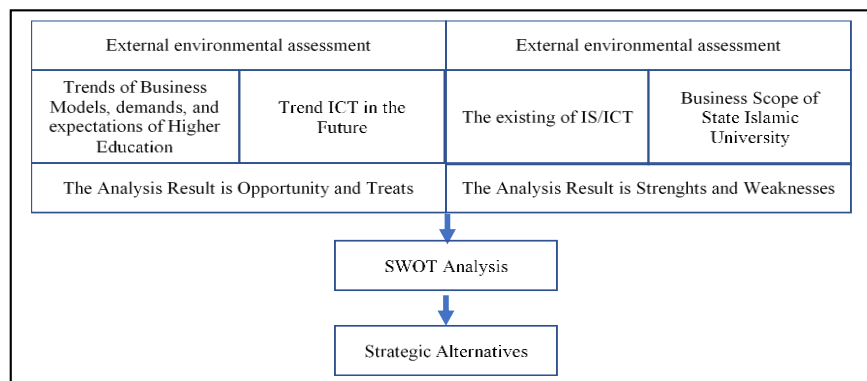 External environmental assessment
External environmental assessment
Trends of Business
Models, demands, and
expectations of Higher
Education
Trend ICT in the
Future
The existing of IS/ICT
Business Scope of
State Islamic
University
The Analysis Result is Opportunity and Treats
The Analysis Result is Strenghts and Weaknesses
SWOT Analysis
Strategic Alternatives